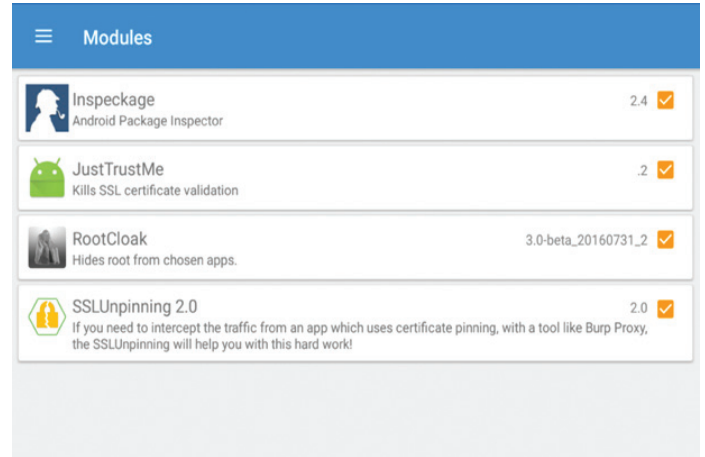 Modules
Inspeckage
2.4
Android Package Inspector
JustTrustMe
.2
Kills SSL certificate validation
RootCloak
3.0-beta_20160731_2
Hides root from chosen apps.
SSLUnpinning 2.0
2.0
If you need to intercept the traffic from an app which uses certificate pinning, with a tool like Burp Proxy,
the SSLUnpinning will help you with this hard work!